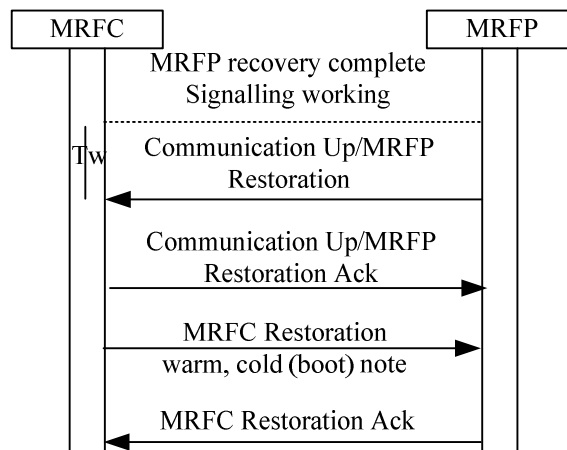 MRFC
MRFP
MRFP recovery complete
Signalling working
Tw
Communication Up/MRFP
Restoration
Communication Up/MRFP
Restoration Ack
MRFC Restoration
warm, cold (boot) note
MRFC Restoration Ack